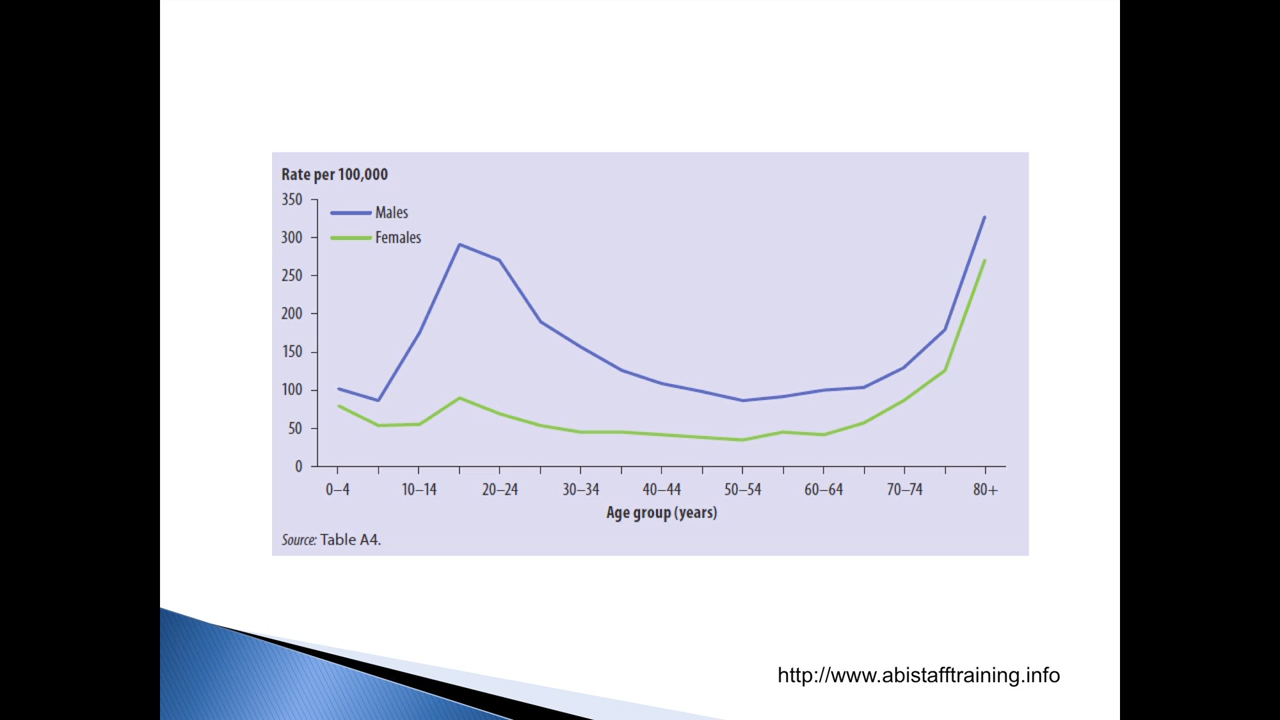 Rate per 100,000
350
Males
300
Females
250
200
150
100
50
0
0–4 10–14 20–24 30–34 40–44 50–54 60–64 70–74 80+
Age group (years)
Source: Table A4.
http://www.abistafftraining.info